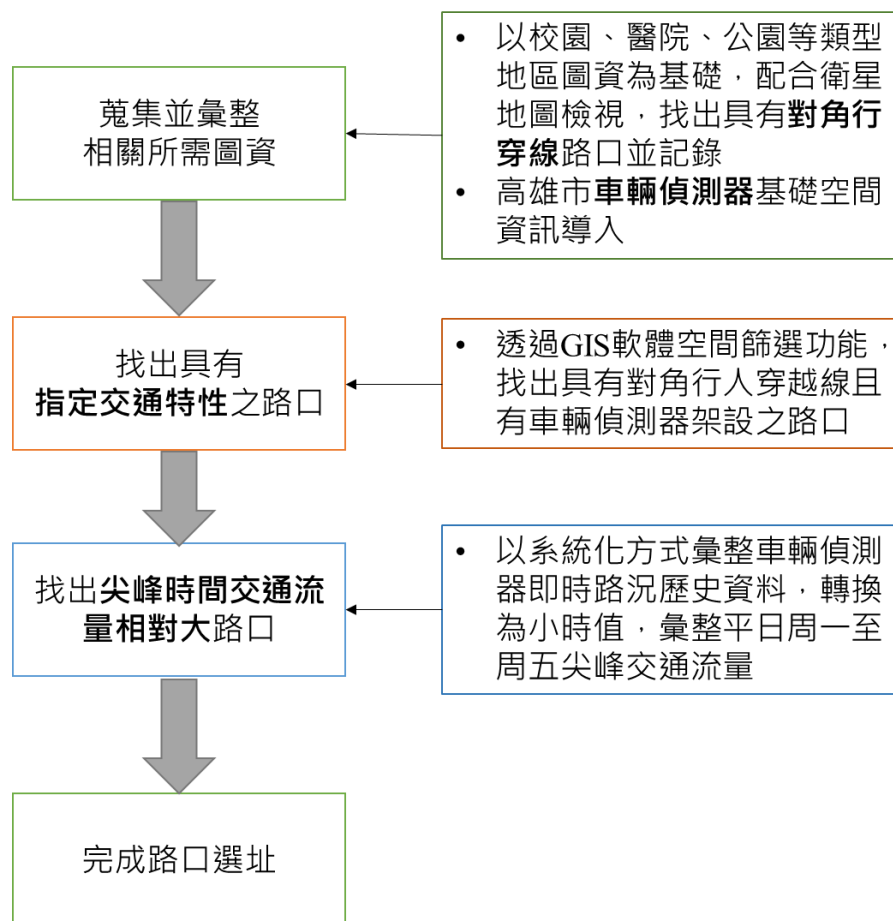 蒐集並彙整
相關所需圖資
• 以校園、醫院、公園等類型
地區圖資為基礎，配合衛星
地圖檢視，找出具有對角行
穿線路口並記錄
• 高雄市車輛偵測器基礎空間
資訊導入
找出具有
指定交通特性之路口
• 透過GIS軟體空間篩選功能，
找出具有對角行人穿越線且
有車輛偵測器架設之路口
找出尖峰時間交通流
量相對大路口
• 以系統化方式彙整車輛偵測
器即時路況歷史資料，轉換
為小時值，彙整平日周一至
周五尖峰交通流量
完成路口選址